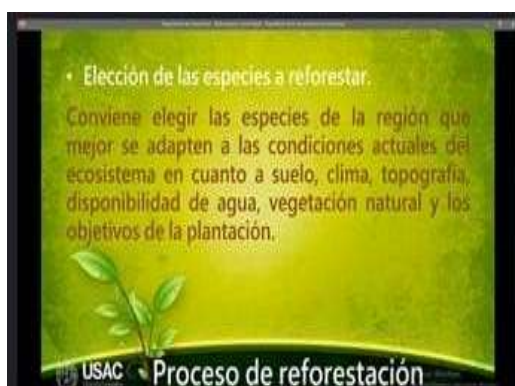 • Elección de las especies a reforestar.
Conviene elegir las especies de la región que
mejor se adapten a las condiciones actuales del
ecosistema en cuanto a suelo, clima, topografía,
disponibilidad de agua, vegetación natural y los
objetivos de la plantación.
USAC
Proceso de reforestación